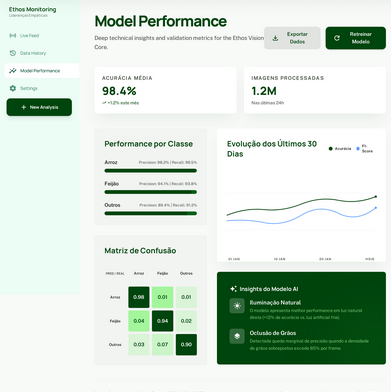 Ethos Monitoring
Lideranças Empáticas
Live Feed
Data History
Model Performance
Settings
New Analysis
Model Performance
Deep technical insights and validation metrics for the Ethos Vision
Core.
Exportar
Dados
Retreinar
Modelo
ACURÁCIA MÉDIA
98.4%
+1.2% este mês
IMAGENS PROCESSADAS
1.2M
Nas últimas 24h
Performance por Classe
Arroz
Precision: 98.2% | Recall: 98.5%
Feijão
Precision: 94.1% | Recall: 93.8%
Outros
Precision: 89.4% | Recall: 91.2%
Evolução dos Últimos 30
Dias
Acurácia
F1-
Score
01 JAN
10 JAN
20 JAN
HOJE
Matriz de Confusão
PRED / REAL
Arroz
Feijão
Outros
Arroz
0.98
0.01
0.01
Feijão
0.04
0.94
0.02
Outros
0.03
0.07
0.90
Insights do Modelo AI
Iluminação Natural
O modelo apresenta melhor performance em luz natural
direta (+12% de acurácia vs. luz artificial fria).
Oclusão de Grãos
Detectada queda marginal de precisão quando a densidade
de grãos sobrepostos excede 85% por frame.